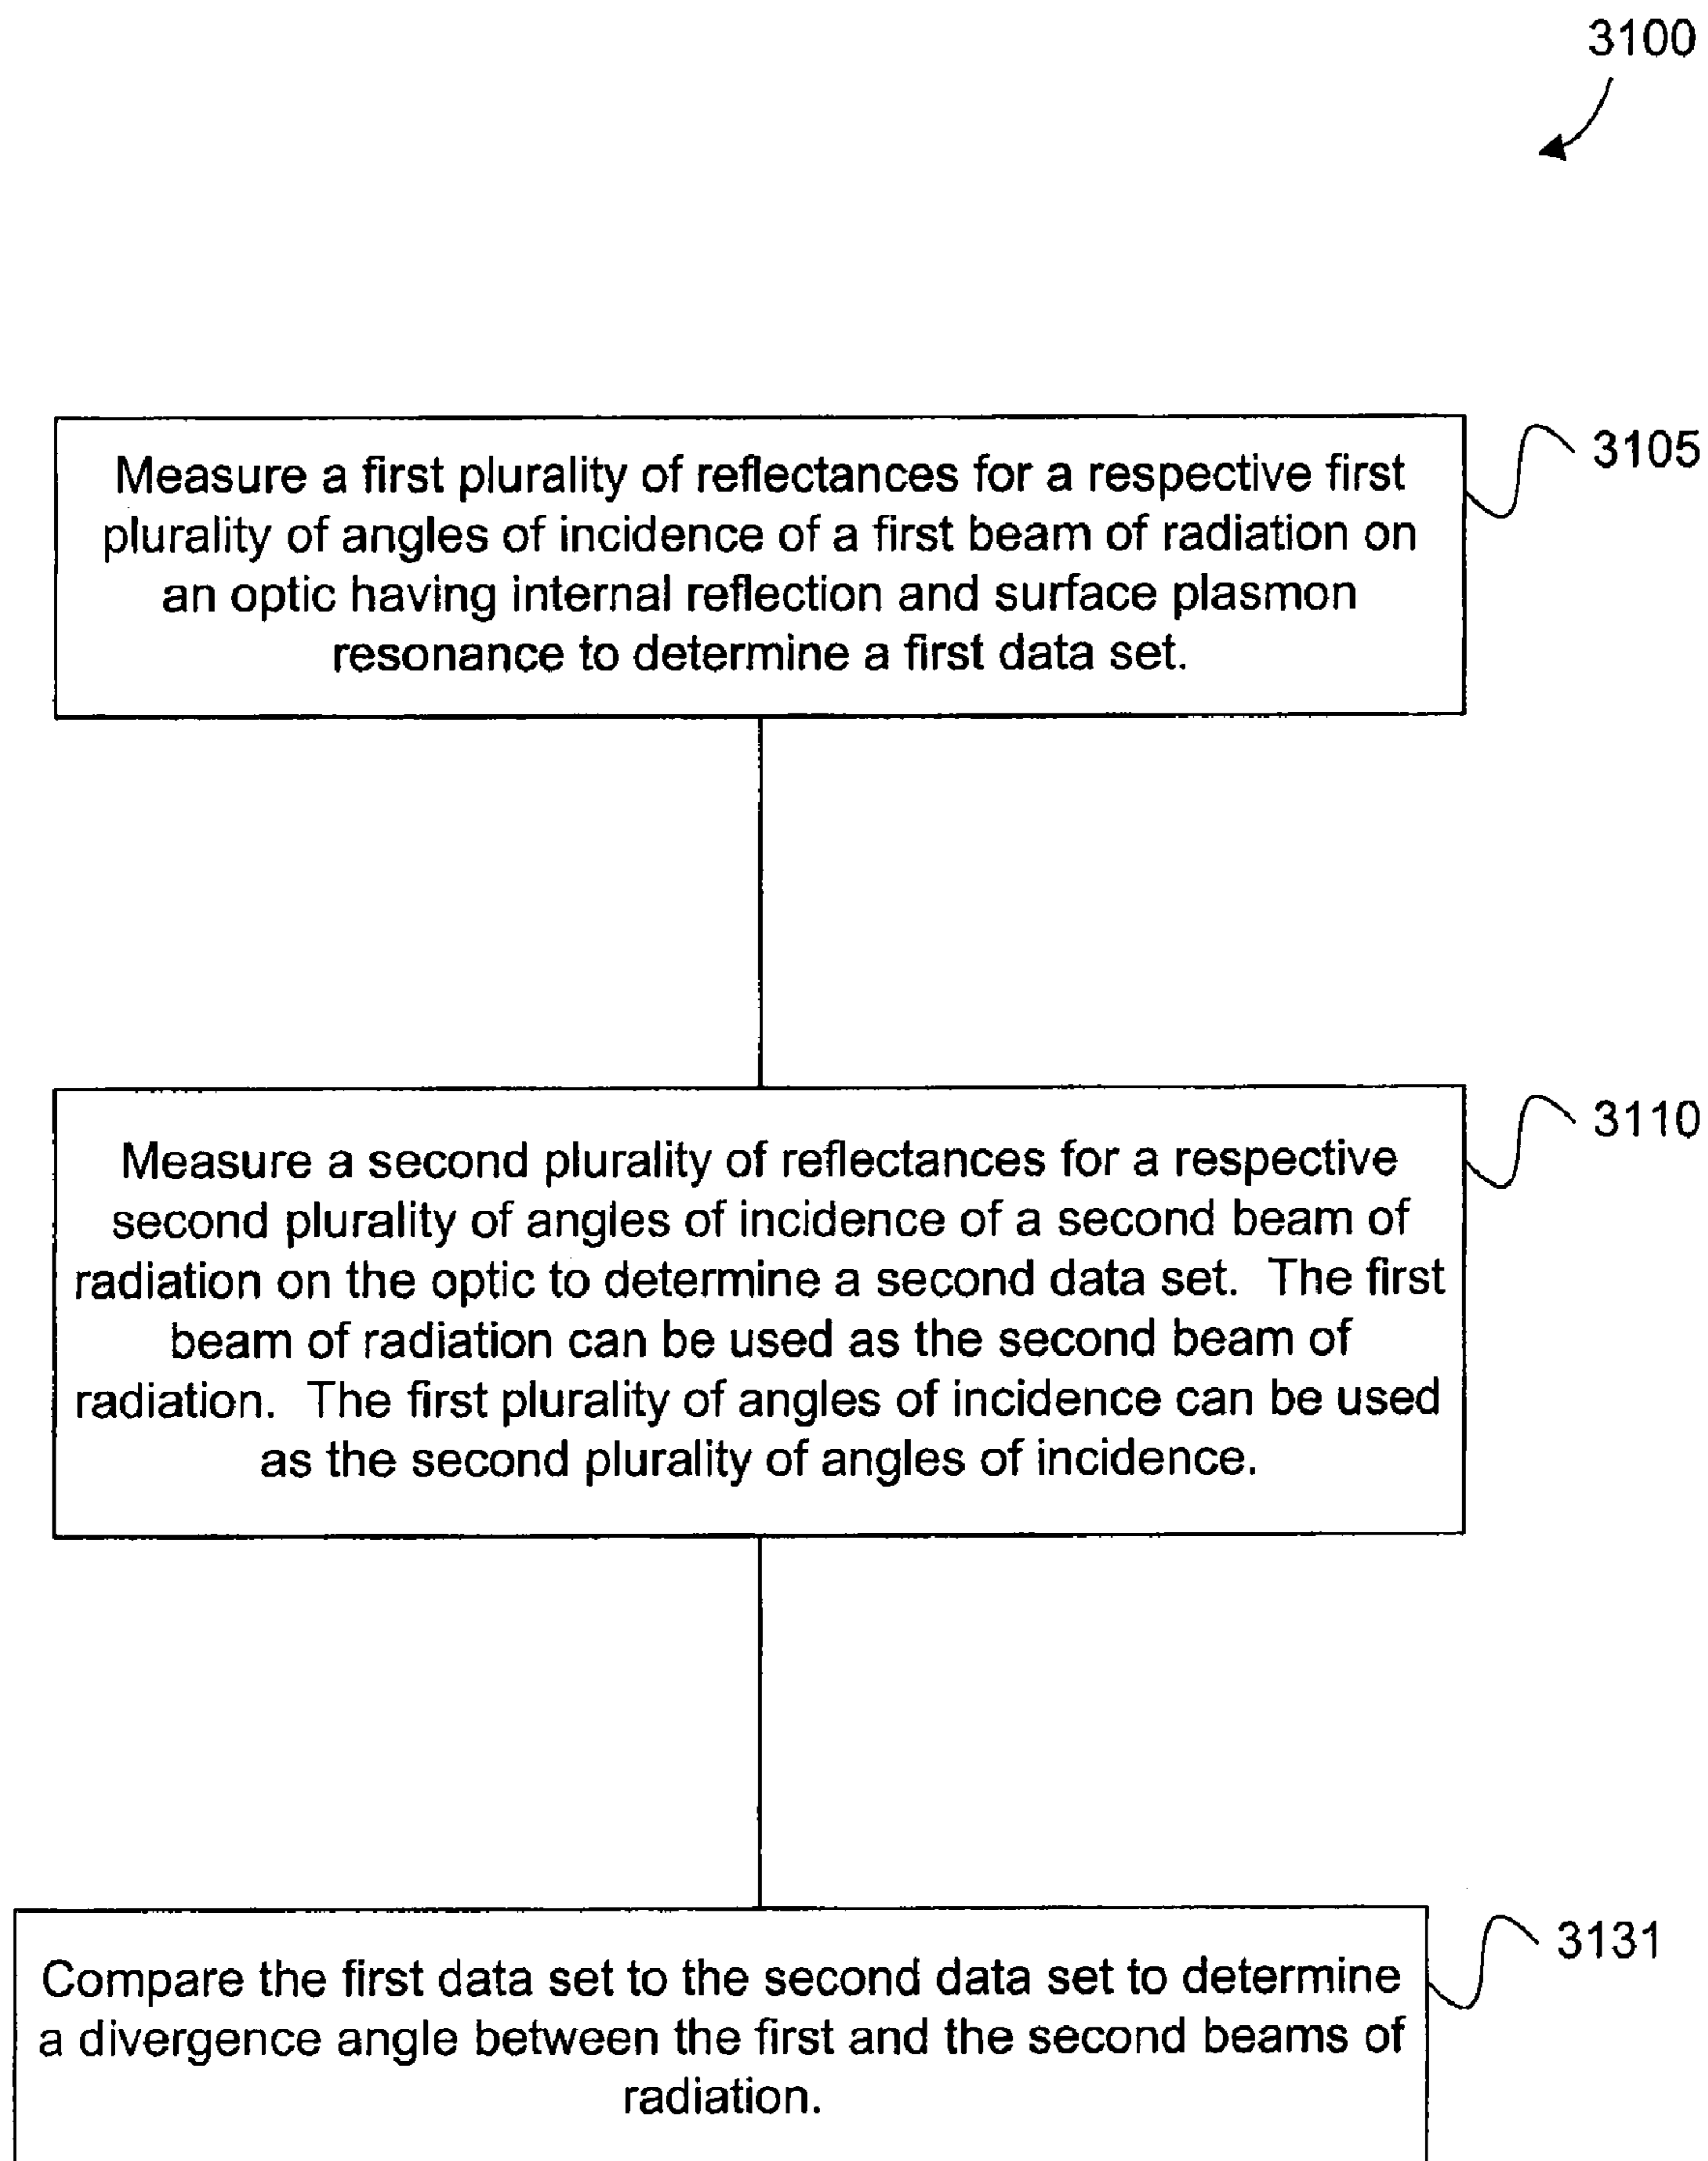 3100
Measure a first plurality of reflectances for a respective first
plurality of angles of incidence of a first beam of radiation on
an optic having internal reflection and surface plasmon
resonance to determine a first data set.
3105
Measure a second plurality of reflectances for a respective
second plurality of angles of incidence of a second beam of
radiation on the optic to determine a second data set.  The first
beam of radiation can be used as the second beam of
radiation.  The first plurality of angles of incidence can be used
as the second plurality of angles of incidence.
3110
Compare the first data set to the second data set to determine
a divergence angle between the first and the second beams of
radiation.
3131